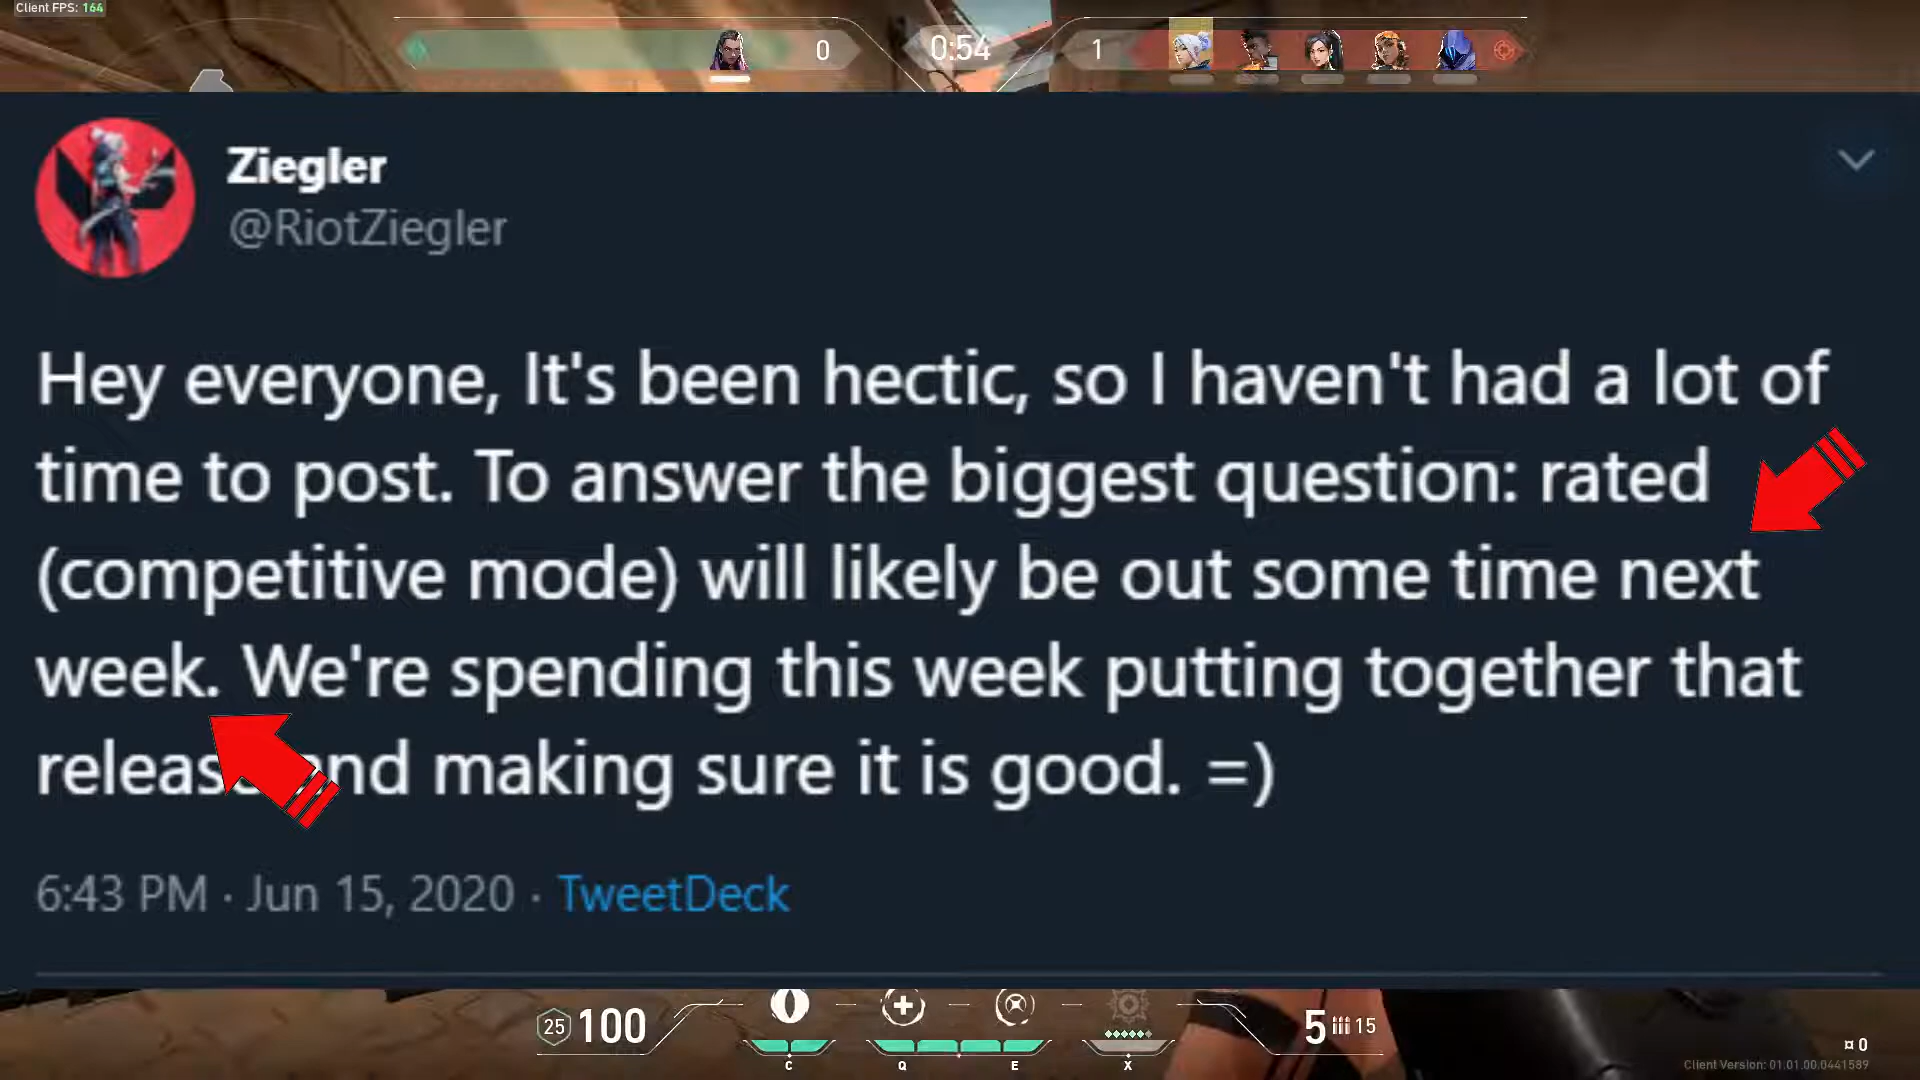 Client FPS: 164
0
0:54
1
Ziegler
@RiotZiegler
Hey everyone, It's been hectic, so I haven't had a lot of
time to post. To answer the biggest question: rated
(competitive mode) will likely be out some time next
week. We're spending this week putting together that
release and making sure it is good. =)
6:43 PM · Jun 15, 2020 · TweetDeck
25 100
5 15
C Q E X
¤ 0
Client Version: 01.01.00.0441589